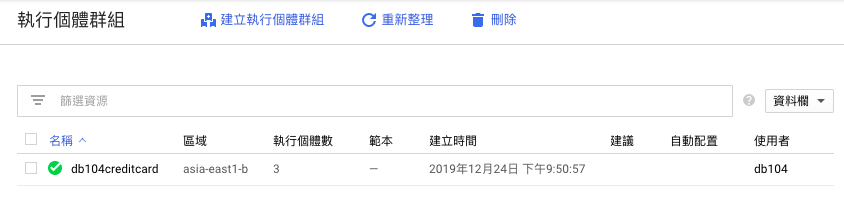 執行個體群組 建立執行個體群組 重新整理 刪除
篩選資源 資料欄
名稱 區域 執行個體數 範本 建立時間 建議 自動配置 使用者
db104creditcard asia-east1-b 3 — 2019年12月24日 下午9:50:57 db104